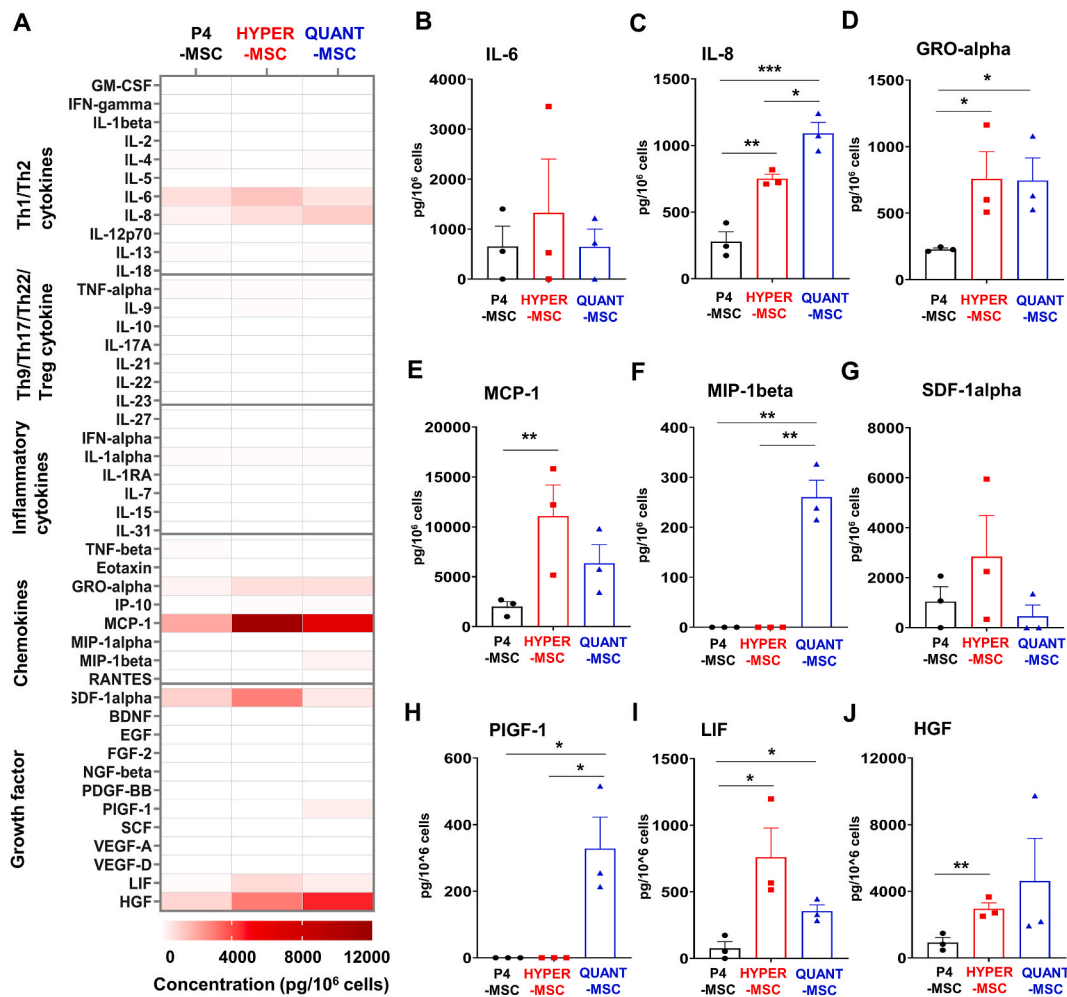 A
P4
-MSC
HYPER
-MSC
QUANT
-MSC
Th1/Th2
cytokines
GM-CSF
IFN-gamma
IL-1beta
IL-2
IL-4
IL-5
IL-6
IL-8
IL-12p70
IL-13
IL-18
Th9/Th17/Th22/
Treg cytokine
TNF-alpha
IL-9
IL-10
IL-17A
IL-21
IL-22
IL-23
Inflammatory
cytokines
IL-27
IFN-alpha
IL-1alpha
IL-1RA
IL-7
IL-15
IL-31
Chemokines
TNF-beta
Eotaxin
GRO-alpha
IP-10
MCP-1
MIP-1alpha
MIP-1beta
RANTES
Growth factor
SDF-1alpha
BDNF
EGF
FGF-2
NGF-beta
PDGF-BB
PIGF-1
SCF
VEGF-A
VEGF-D
LIF
HGF
0 4000 8000 12000
Concentration (pg/10⁶ cells)
B
IL-6
pg/10⁶ cells
4000
3000
2000
1000
0
P4
-MSC
HYPER
-MSC
QUANT
-MSC
C
IL-8
pg/10⁶ cells
1500
1000
500
0
***
*
**
P4
-MSC
HYPER
-MSC
QUANT
-MSC
D
GRO-alpha
pg/10⁶ cells
1500
1000
500
0
*
*
P4
-MSC
HYPER
-MSC
QUANT
-MSC
E
MCP-1
pg/10⁶ cells
20000
15000
10000
5000
0
**
P4
-MSC
HYPER
-MSC
QUANT
-MSC
F
MIP-1beta
pg/10⁶ cells
400
300
200
100
0
**
**
P4
-MSC
HYPER
-MSC
QUANT
-MSC
G
SDF-1alpha
pg/10⁶ cells
8000
6000
4000
2000
0
P4
-MSC
HYPER
-MSC
QUANT
-MSC
H
PIGF-1
pg/10^6 cells
600
400
200
0
*
*
P4
-MSC
HYPER
-MSC
QUANT
-MSC
I
LIF
pg/10^6 cells
1500
1000
500
0
*
*
P4
-MSC
HYPER
-MSC
QUANT
-MSC
J
HGF
pg/10^6 cells
12000
8000
4000
0
**
P4
-MSC
HYPER
-MSC
QUANT
-MSC